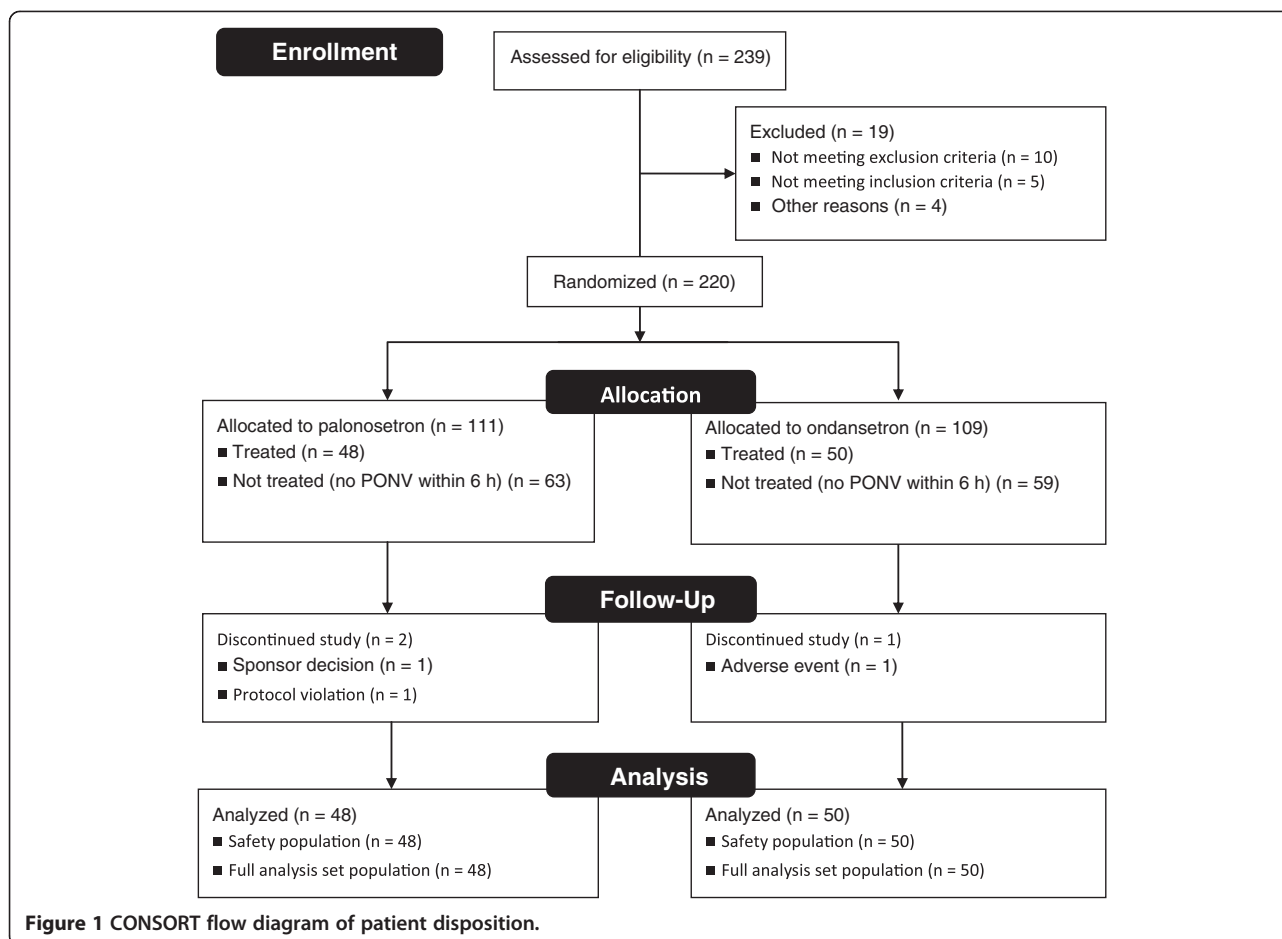 Enrollment
Assessed for eligibility (n = 239)
Excluded (n = 19)
■ Not meeting exclusion criteria (n = 10)
■ Not meeting inclusion criteria (n = 5)
■ Other reasons (n = 4)
Randomized (n = 220)
Allocation
Allocated to palonosetron (n = 111)
■ Treated (n = 48)
■ Not treated (no PONV within 6 h) (n = 63)
Allocated to ondansetron (n = 109)
■ Treated (n = 50)
■ Not treated (no PONV within 6 h) (n = 59)
Follow-Up
Discontinued study (n = 2)
■ Sponsor decision (n = 1)
■ Protocol violation (n = 1)
Discontinued study (n = 1)
■ Adverse event (n = 1)
Analysis
Analyzed (n = 48)
■ Safety population (n = 48)
■ Full analysis set population (n = 48)
Analyzed (n = 50)
■ Safety population (n = 50)
■ Full analysis set population (n = 50)
Figure 1 CONSORT flow diagram of patient disposition.